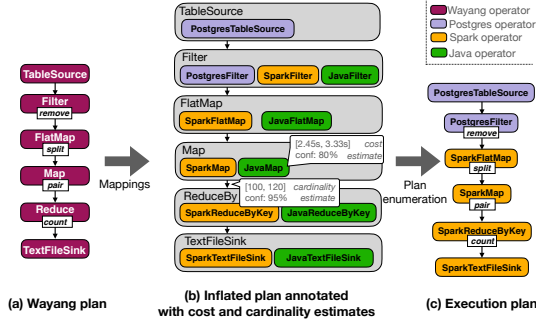 TableSource
Filter
remove
FlatMap
split
Map
pair
Reduce
count
TextFileSink
(a) Wayang plan
Mappings
TableSource
PostgresTableSource
Filter
PostgresFilter SparkFilter JavaFilter
FlatMap
SparkFlatMap JavaFlatMap
[2.45s, 3.33s] cost
conf: 80% estimate
Map
SparkMap JavaMap
[100, 120] cardinality
conf: 95% estimate
ReduceBy
SparkReduceByKey JavaReduceByKey
TextFileSink
SparkTextFileSink JavaTextFileSink
(b) Inflated plan annotated
with cost and cardinality estimates
Plan
enumeration
Wayang operator
Postgres operator
Spark operator
Java operator
PostgresTableSource
PostgresFilter
remove
SparkFlatMap
split
SparkMap
pair
SparkReduceByKey
count
SparkTextFileSink
(c) Execution plan